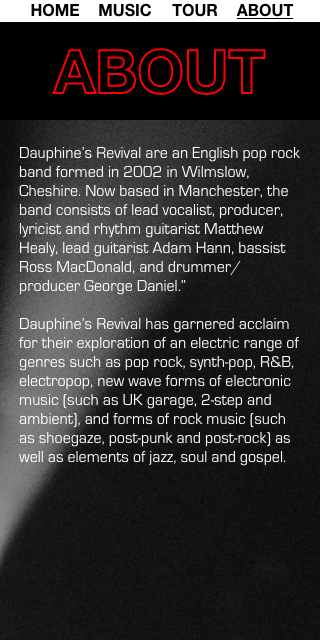 HOME MUSIC TOUR ABOUT
ABOUT
Dauphine's Revival are an English pop rock
band formed in 2002 in Wilmslow,
Cheshire. Now based in Manchester, the
band consists of lead vocalist, producer,
lyricist and rhythm guitarist Matthew
Healy, lead guitarist Adam Hann, bassist
Ross MacDonald, and drummer/
producer George Daniel.”
Dauphine's Revival has garnered acclaim
for their exploration of an electric range of
genres such as pop rock, synth-pop, R&B,
electropop, new wave forms of electronic
music (such as UK garage, 2-step and
ambient), and forms of rock music (such
as shoegaze, post-punk and post-rock) as
well as elements of jazz, soul and gospel.